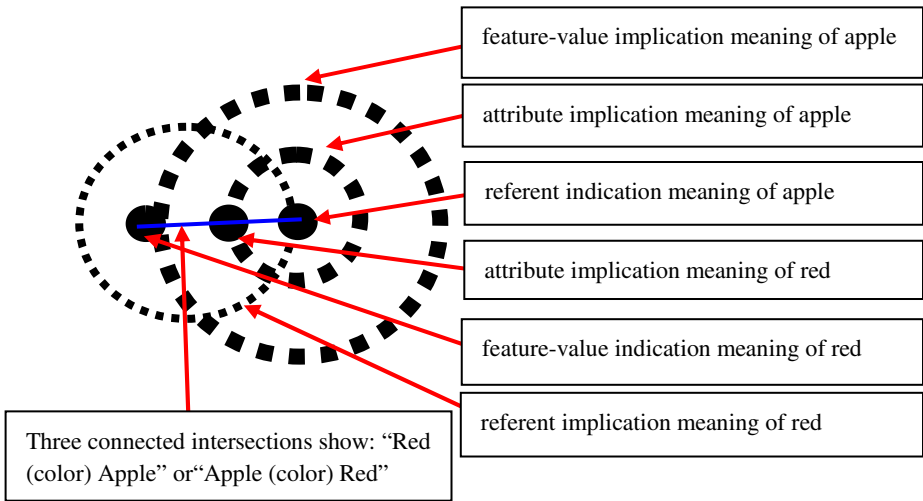 feature-value implication meaning of apple
attribute implication meaning of apple
referent indication meaning of apple
attribute implication meaning of red
feature-value indication meaning of red
referent implication meaning of red
Three connected intersections show: “Red
(color) Apple” or“Apple (color) Red”